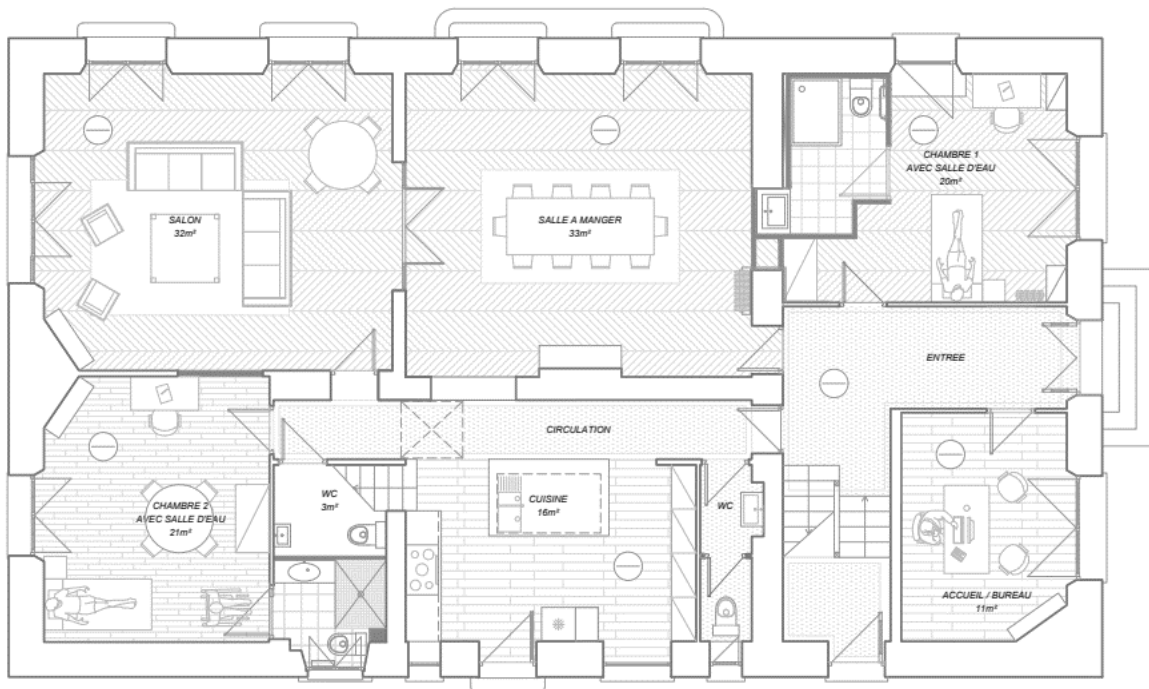 CHAMBRE 1
AVEC SALLE D'EAU
20m²
SALON
32m²
SALLE A MANGER
33m²
ENTREE
CIRCULATION
WC
3m²
CUISINE
16m²
WC
CHAMBRE 2
AVEC SALLE D'EAU
21m²
ACCUEIL / BUREAU
11m²